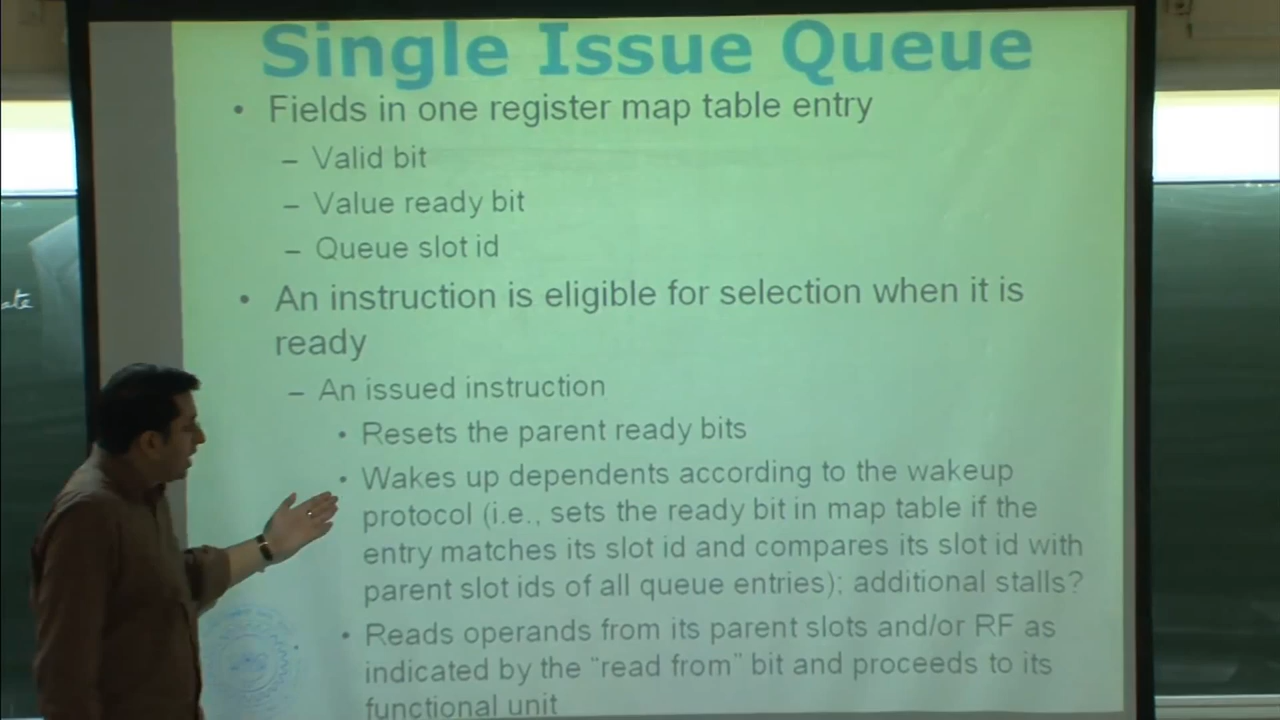 Single Issue Queue
• Fields in one register map table entry
– Valid bit
– Value ready bit
– Queue slot id
• An instruction is eligible for selection when it is
ready
– An issued instruction
• Resets the parent ready bits
• Wakes up dependents according to the wakeup
protocol (i.e., sets the ready bit in map table if the
entry matches its slot id and compares its slot id with
parent slot ids of all queue entries); additional stalls?
• Reads operands from its parent slots and/or RF as
indicated by the "read from" bit and proceeds to its
functional unit
ate